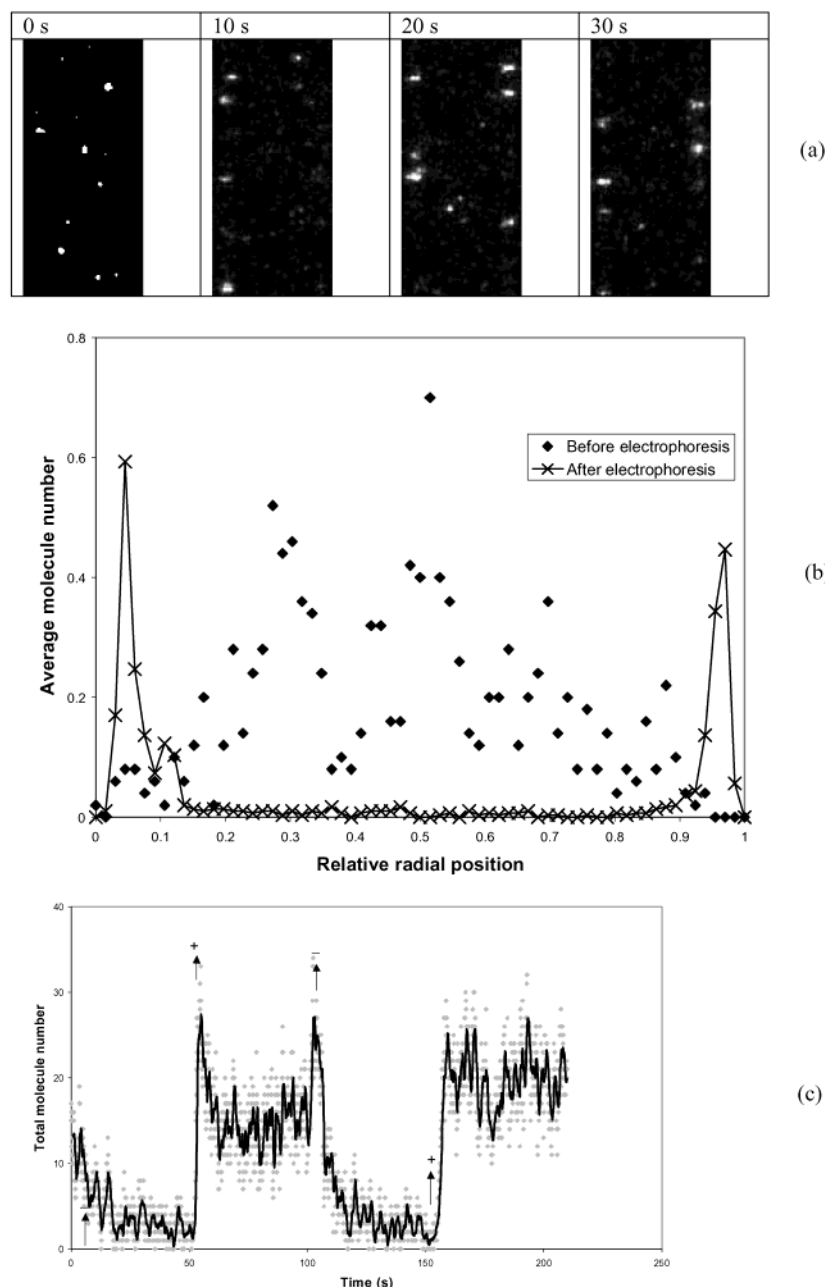 0 s 10 s 20 s 30 s
(a)
0.8
0.6
0.4
0.2
0
Average molecule number
Before electrophoresis
After electrophoresis
0 0.1 0.2 0.3 0.4 0.5 0.6 0.7 0.8 0.9 1
Relative radial position
(b)
40
30
20
10
0
Total molecule number
+
–
–
+
0 50 100 150 200 250
Time (s)
(c)